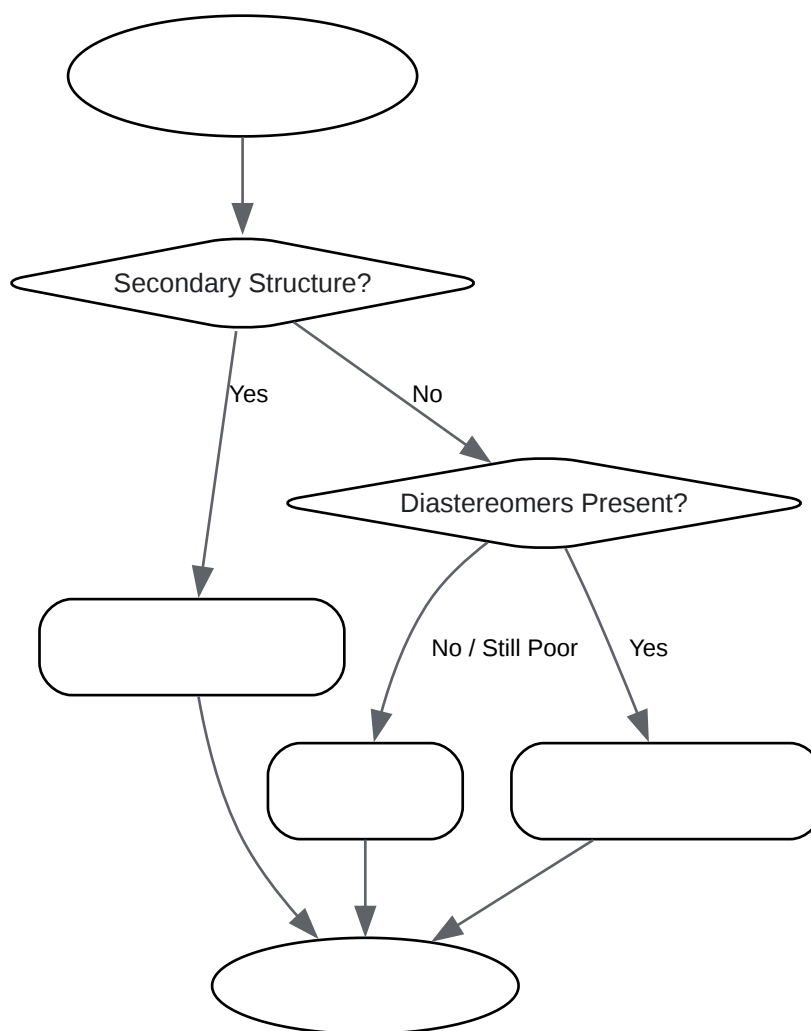 Secondary Structure?
Yes
No
Diastereomers Present?
No / Still Poor
Yes